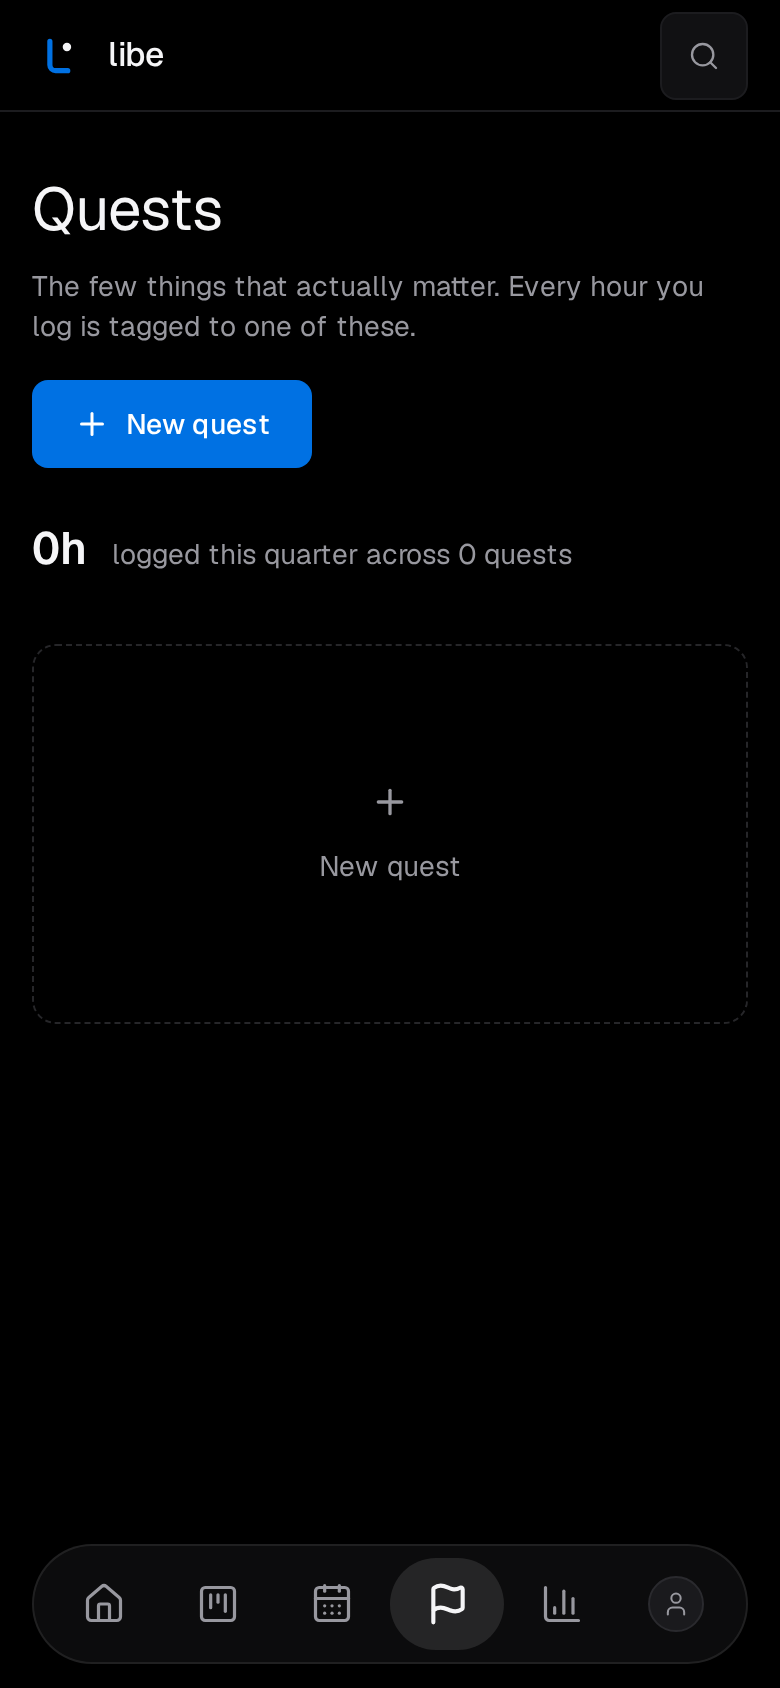 libe
Quests
The few things that actually matter. Every hour you
log is tagged to one of these.
New quest
0h logged this quarter across 0 quests
New quest